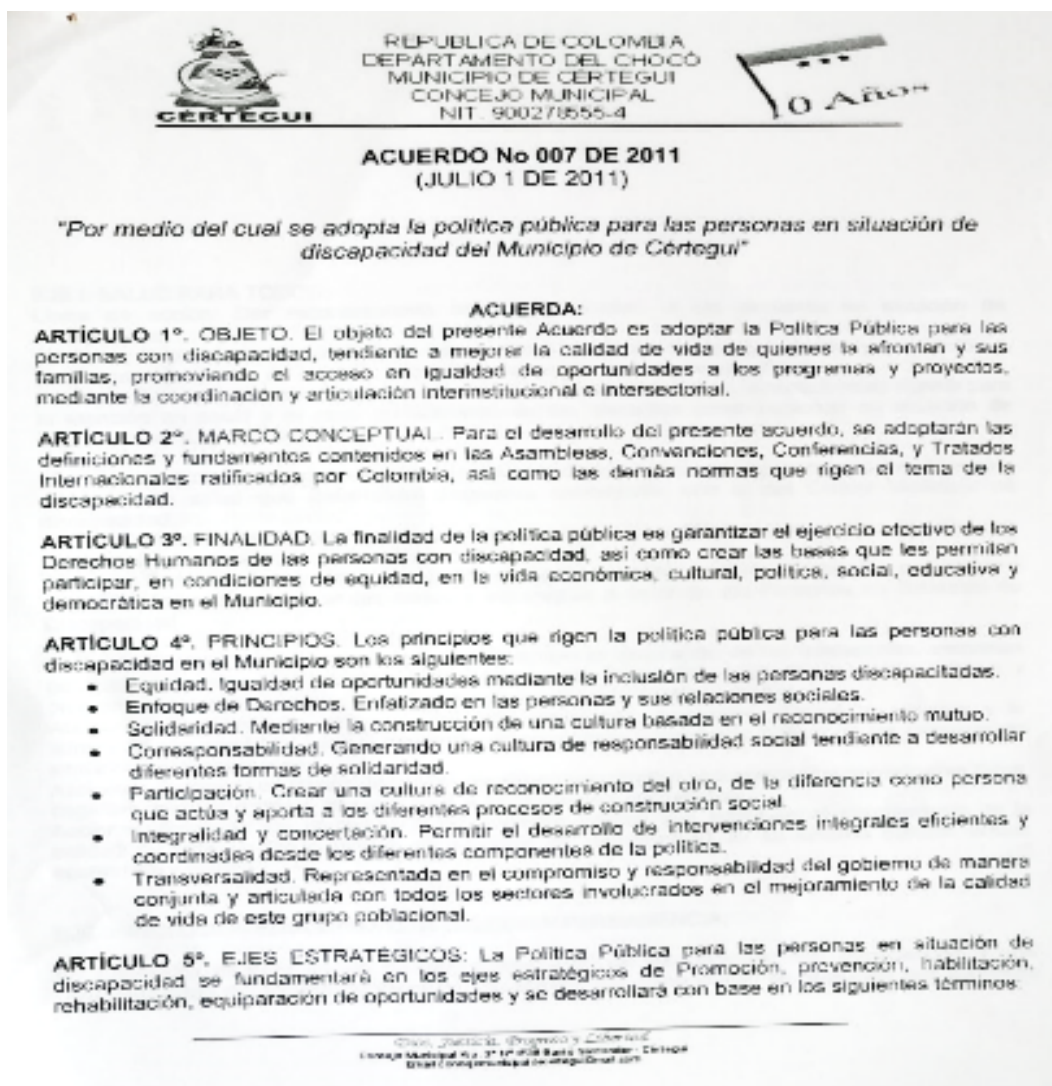 REPUBLICA DE COLOMBIA
DEPARTAMENTO DEL CHOCÓ
MUNICIPIO DE CÉRTEGUI
CONCEJO MUNICIPAL
NIT. 900278555-4
CÉRTEGUI
10 Años
ACUERDO No 007 DE 2011
(JULIO 1 DE 2011)
"Por medio del cual se adopta la política pública para las personas en situación de
discapacidad del Municipio de Cértegui"
ACUERDA:
ARTÍCULO 1º. OBJETO. El objeto del presente Acuerdo es adoptar la Política Pública para las
personas con discapacidad, tendiente a mejorar la calidad de vida de quienes la afrontan y sus
familias, promoviendo el acceso en igualdad de oportunidades a los programas y proyectos,
mediante la coordinación y articulación interinstitucional e intersectorial.
ARTÍCULO 2º. MARCO CONCEPTUAL. Para el desarrollo del presente acuerdo, se adoptarán las
definiciones y fundamentos contenidos en las Asambleas, Convenciones, Conferencias, y Tratados
Internacionales ratificados por Colombia, así como las demás normas que rigen el tema de la
discapacidad.
ARTÍCULO 3º. FINALIDAD. La finalidad de la política pública es garantizar el ejercicio efectivo de los
Derechos Humanos de las personas con discapacidad, así como crear las bases que les permitan
participar, en condiciones de equidad, en la vida económica, cultural, política, social, educativa y
democrática en el Municipio.
ARTÍCULO 4º. PRINCIPIOS. Los principios que rigen la política pública para las personas con
discapacidad en el Municipio son los siguientes:
• Equidad. Igualdad de oportunidades mediante la inclusión de las personas discapacitadas.
• Enfoque de Derechos. Enfatizado en las personas y sus relaciones sociales.
• Solidaridad. Mediante la construcción de una cultura basada en el reconocimiento mutuo.
• Corresponsabilidad. Generando una cultura de responsabilidad social tendiente a desarrollar
diferentes formas de solidaridad.
• Participación. Crear una cultura de reconocimiento del otro, de la diferencia como persona
que actúa y aporta a los diferentes procesos de construcción social.
• Integralidad y concertación. Permitir el desarrollo de intervenciones integrales eficientes y
coordinadas desde los diferentes componentes de la política.
• Transversalidad. Representada en el compromiso y responsabilidad del gobierno de manera
conjunta y articulada con todos los sectores involucrados en el mejoramiento de la calidad
de vida de este grupo poblacional.
ARTÍCULO 5º. EJES ESTRATÉGICOS: La Política Pública para las personas en situación de
discapacidad se fundamentará en los ejes estratégicos de Promoción, prevención, habilitación,
rehabilitación, equiparación de oportunidades y se desarrollará con base en los siguientes términos:
Justicia, Progreso y Libertad
Concejo Municipal Barrio Santander - Cértegui